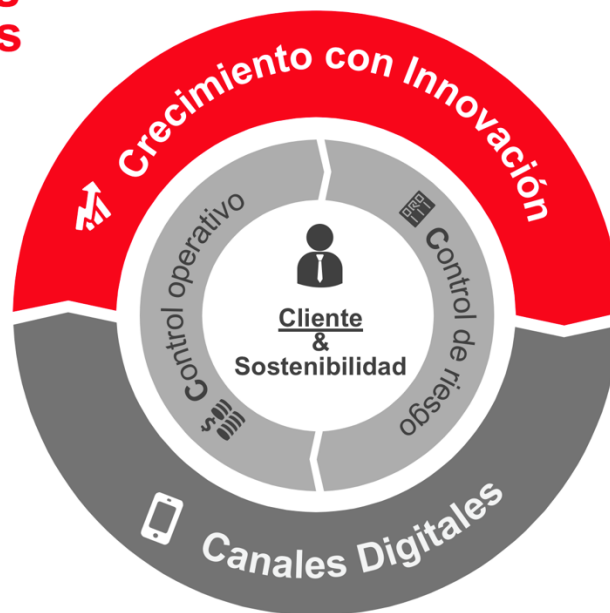 Crecimiento con Innovación
Control operativo
Control de riesgo
Cliente
&
Sostenibilidad
Canales Digitales